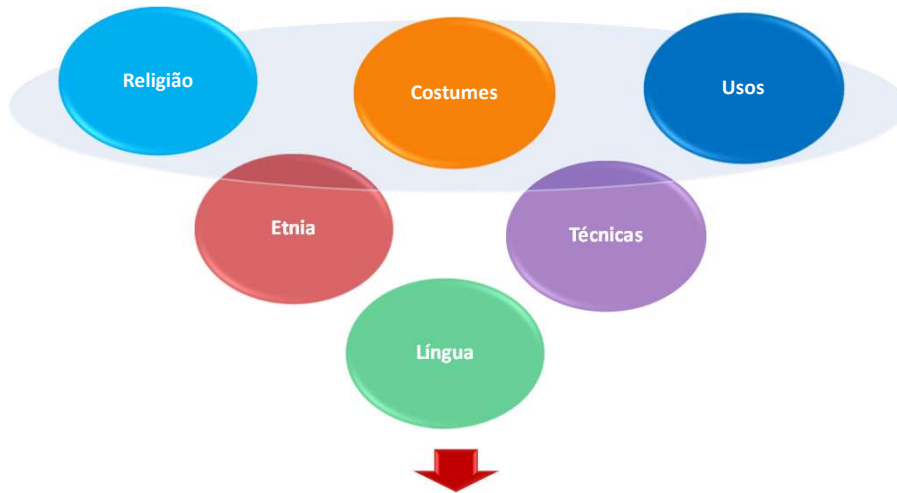 Religião
Costumes
Usos
Etnia
Técnicas
Língua